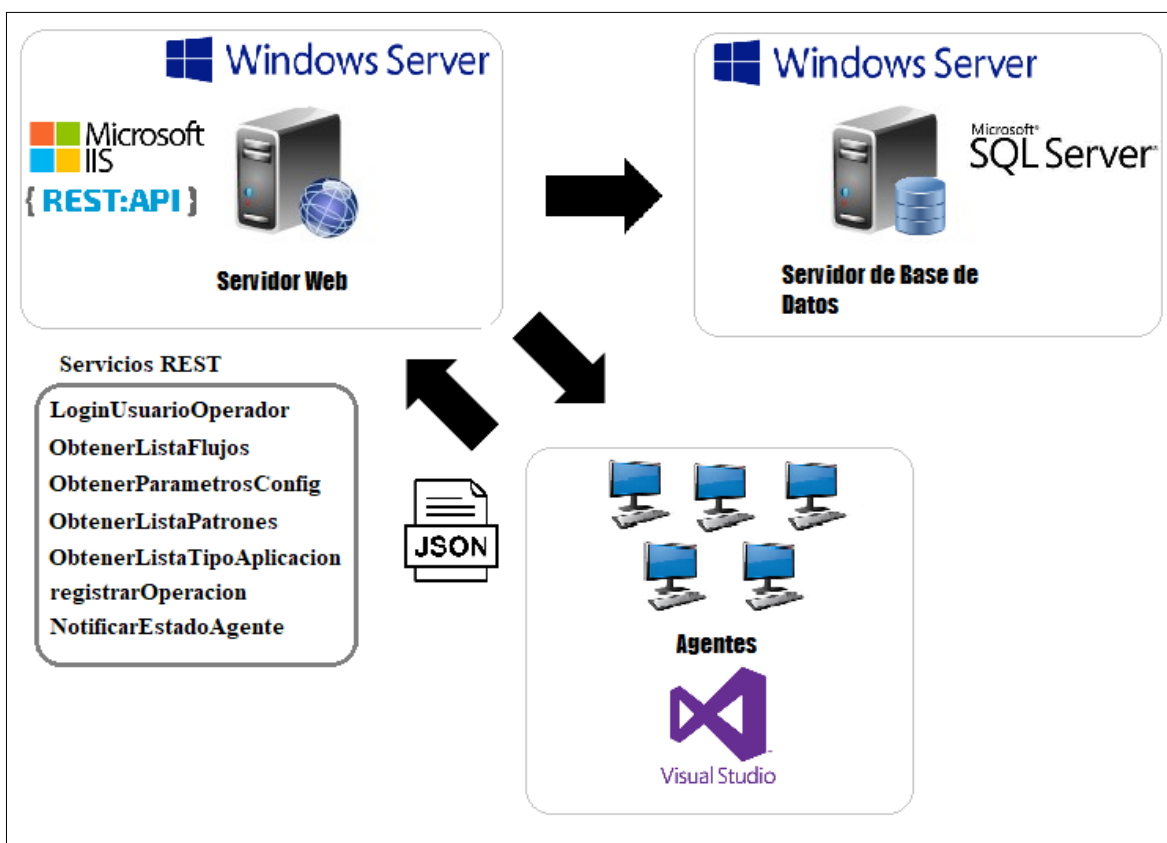 Windows Server
Microsoft
IIS
{ REST:API }
Servidor Web
Windows Server
Microsoft®
SQL Server®
Servidor de Base de
Datos
Servicios REST
LoginUsuarioOperador
ObtenerListaFlujos
ObtenerParametrosConfig
ObtenerListaPatrones
ObtenerListaTipoAplicacion
registrarOperacion
NotificarEstadoAgente
JSON
Agentes
Visual Studio